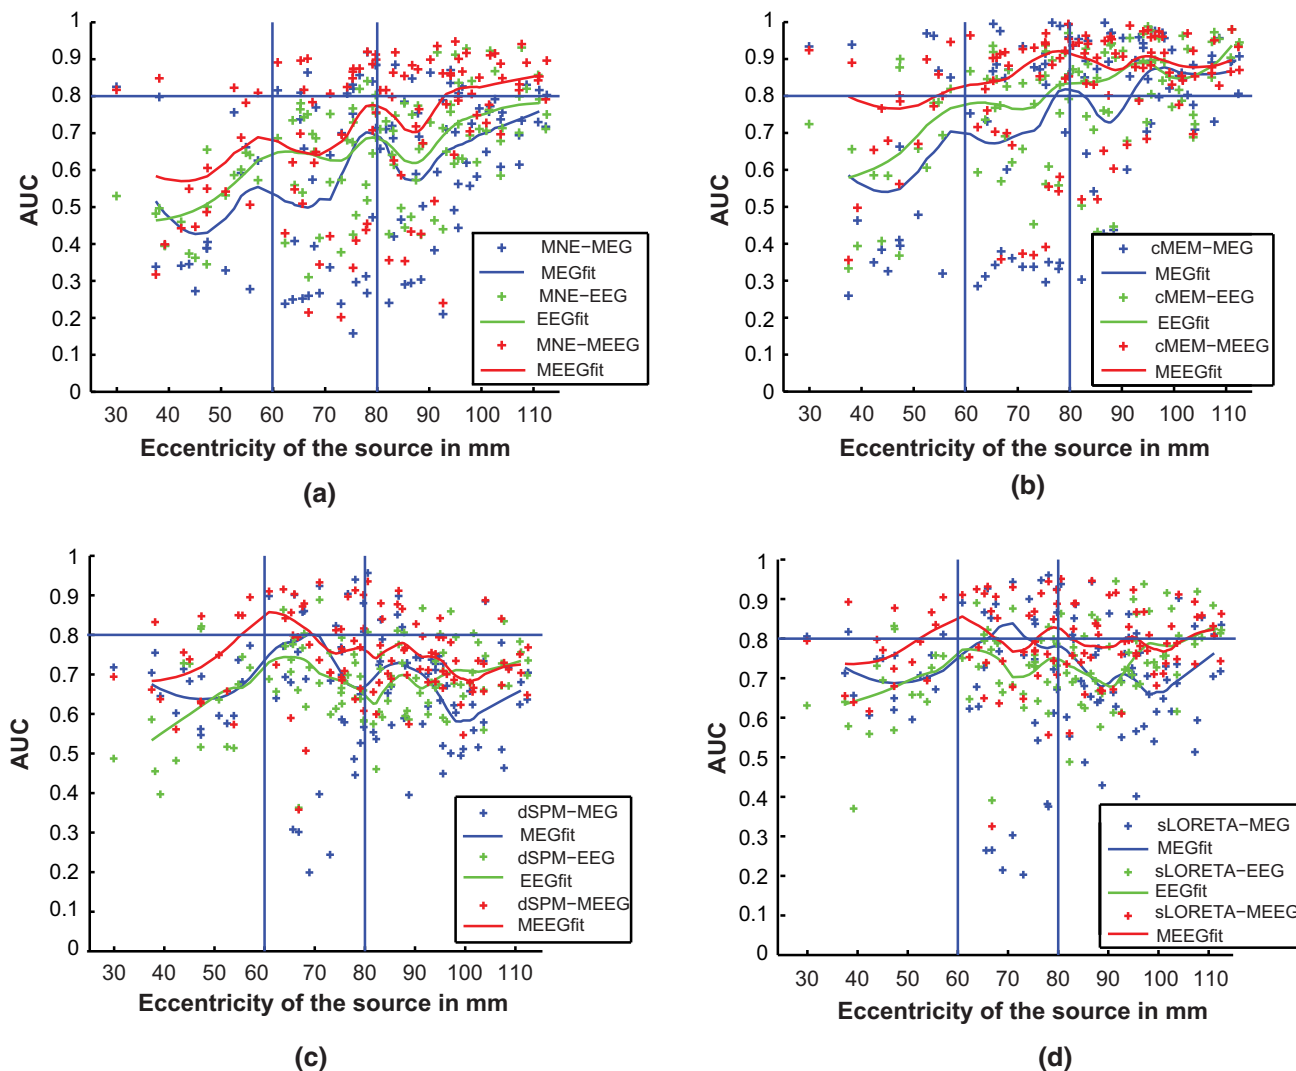 1
0.9
0.8
0.7
0.6
0.5
0.4
0.3
0.2
0.1
0
AUC
30 40 50 60 70 80 90 100 110
Eccentricity of the source in mm
MNE−MEG
MEGfit
MNE−EEG
EEGfit
MNE−MEEG
MEEGfit
(a)
1
0.9
0.8
0.7
0.6
0.5
0.4
0.3
0.2
0.1
0
AUC
30 40 50 60 70 80 90 100 110
Eccentricity of the source in mm
cMEM−MEG
MEGfit
cMEM−EEG
EEGfit
cMEM−MEEG
MEEGfit
(b)
1
0.9
0.8
0.7
0.6
0.5
0.4
0.3
0.2
0.1
0
AUC
30 40 50 60 70 80 90 100 110
Eccentricity of the source in mm
dSPM−MEG
MEGfit
dSPM−EEG
EEGfit
dSPM−MEEG
MEEGfit
(c)
1
0.9
0.8
0.7
0.6
0.5
0.4
0.3
0.2
0.1
0
AUC
30 40 50 60 70 80 90 100 110
Eccentricity of the source in mm
sLORETA−MEG
MEGfit
sLORETA−EEG
EEGfit
sLORETA−MEEG
MEEGfit
(d)